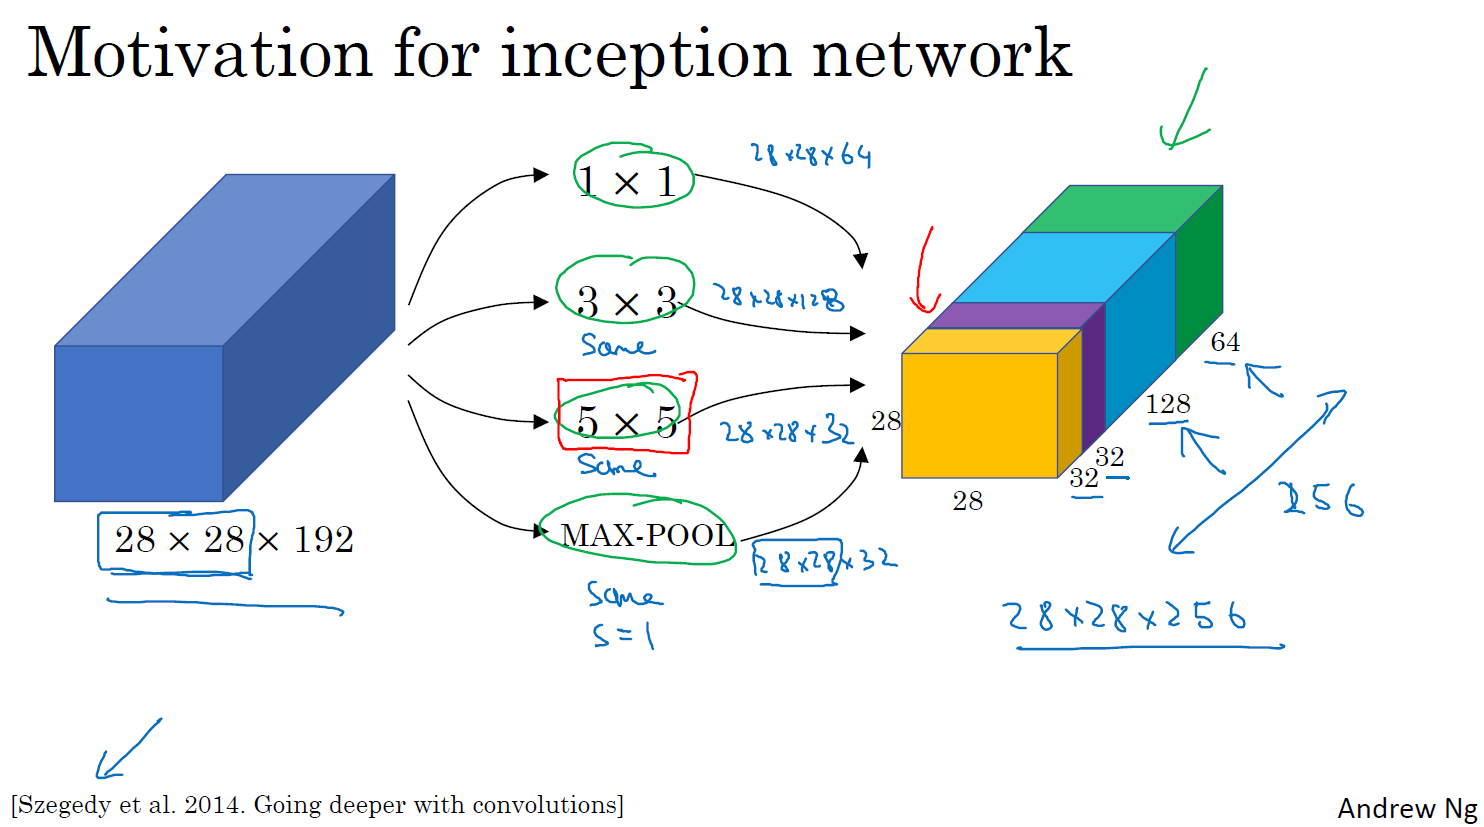 Motivation for inception network
28 × 28 × 192
1 × 1
28×28×64
3 × 3
Same
28×28×128
5 × 5
Same
28×28×32
MAX-POOL
Same
s=1
28×28×32
28
28
32
32
128
64
256
28×28×256
[Szegedy et al. 2014. Going deeper with convolutions]
Andrew Ng